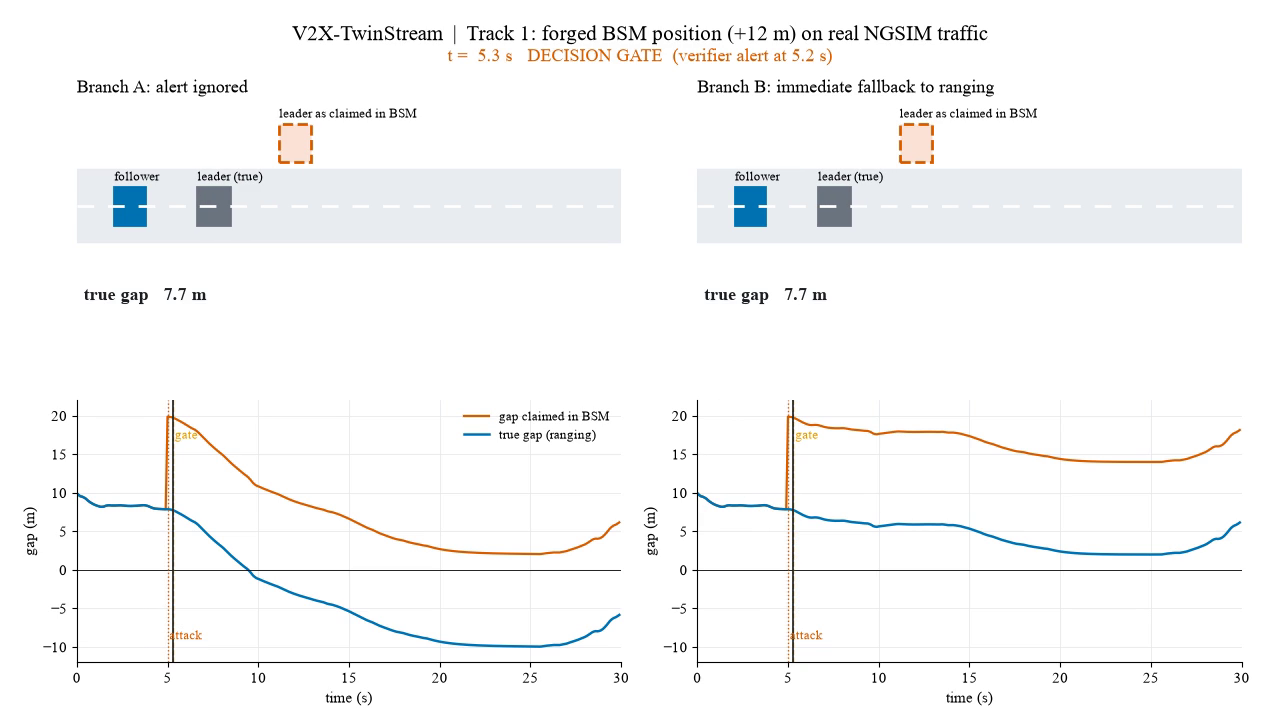 V2X-TwinStream | Track 1: forged BSM position (+12 m) on real NGSIM traffic
t = 5.3 s DECISION GATE (verifier alert at 5.2 s)
Branch A: alert ignored
leader as claimed in BSM
follower
leader (true)
true gap 7.7 m
Branch B: immediate fallback to ranging
leader as claimed in BSM
follower
leader (true)
true gap 7.7 m
gap claimed in BSM
true gap (ranging)
gate
attack
20
15
10
5
0
−5
−10
gap (m)
0 5 10 15 20 25 30
time (s)
gate
attack
20
15
10
5
0
−5
−10
gap (m)
0 5 10 15 20 25 30
time (s)